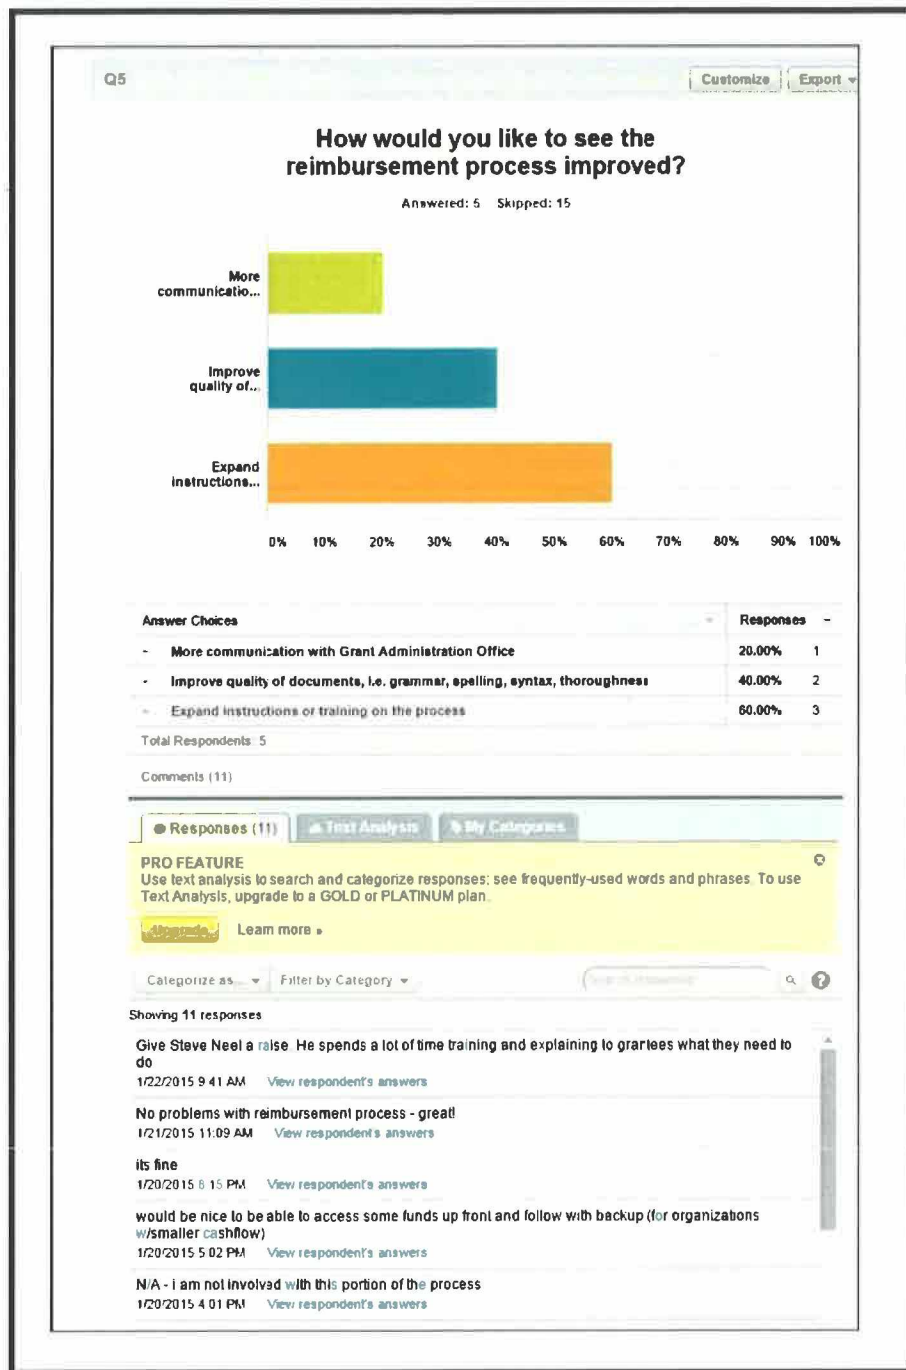 Q5
Customize
Export
How would you like to see the
reimbursement process improved?
Answered: 5 Skipped: 15
More
communicatio...
Improve
quality of...
Expand
instructions...
0% 10% 20% 30% 40% 50% 60% 70% 80% 90% 100%
Answer Choices Responses
More communication with Grant Administration Office 20.00% 1
Improve quality of documents, i.e. grammar, spelling, syntax, thoroughness 40.00% 2
Expand instructions or training on the process 60.00% 3
Total Respondents: 5
Comments (11)
Responses (11) Text Analysis My Categories
PRO FEATURE
Use text analysis to search and categorize responses; see frequently-used words and phrases. To use
Text Analysis, upgrade to a GOLD or PLATINUM plan.
Upgrade Learn more »
Categorize as... Filter by Category
Showing 11 responses
Give Steve Neel a raise. He spends a lot of time training and explaining to grantees what they need to
do
1/22/2015 9:41 AM View respondent's answers
No problems with reimbursement process - great!
1/21/2015 11:09 AM View respondent's answers
its fine
1/20/2015 8:15 PM View respondent's answers
would be nice to be able to access some funds up front and follow with backup (for organizations
w/smaller cashflow)
1/20/2015 5:02 PM View respondent's answers
N/A - i am not involved with this portion of the process
1/20/2015 4:01 PM View respondent's answers